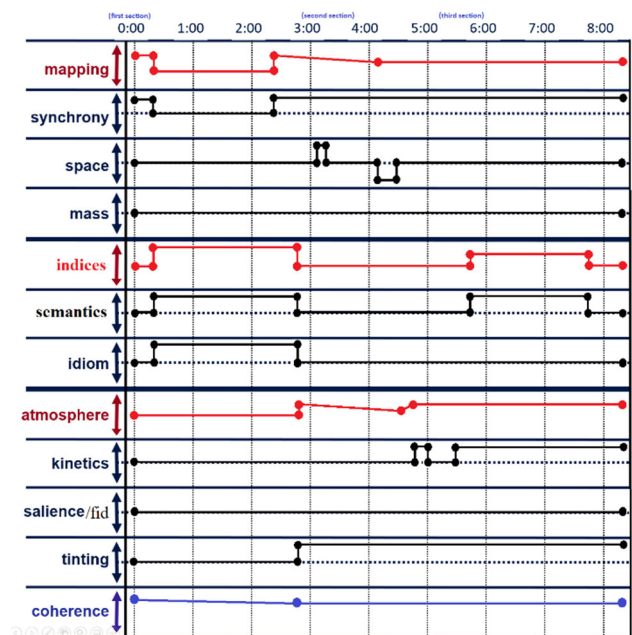 (first saction) (second section) (third section)
0:00 1:00 2:00 3:00 4:00 5:00 6:00 7:00 8:00
mapping
synchrony
space
mass
indices
semantics
idiom
atmosphere
kinetics
salience/fid
tinting
coherence